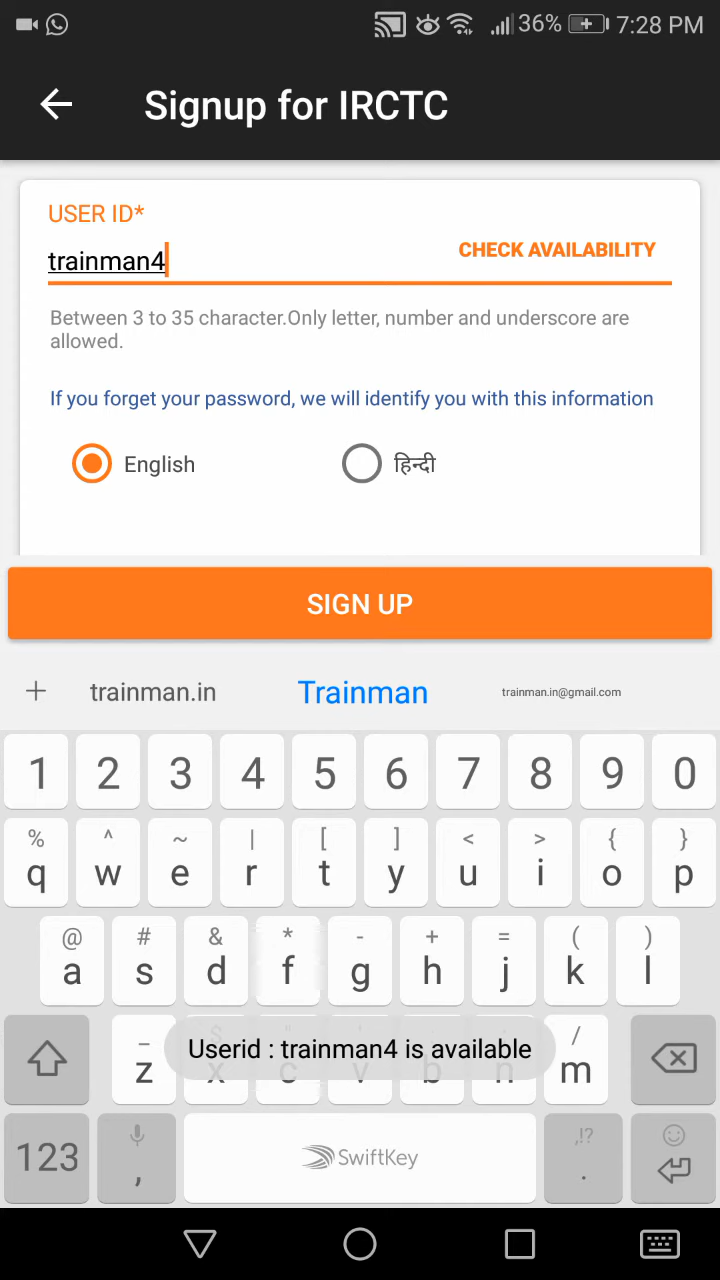 36% 7:28 PM
Signup for IRCTC
USER ID*
trainman4 CHECK AVAILABILITY
Between 3 to 35 character.Only letter, number and underscore are
allowed.
If you forget your password, we will identify you with this information
English हिन्दी
SIGN UP
+ trainman.in Trainman trainman.in@gmail.com
1 2 3 4 5 6 7 8 9 0
% ^ ~ | [ ] < > { }
q w e r t y u i o p
@ # & * - + = ( )
a s d f g h j k l
_ $ " ' : /
Userid : trainman4 is available
z x c v b n m
123 , SwiftKey ,!? .